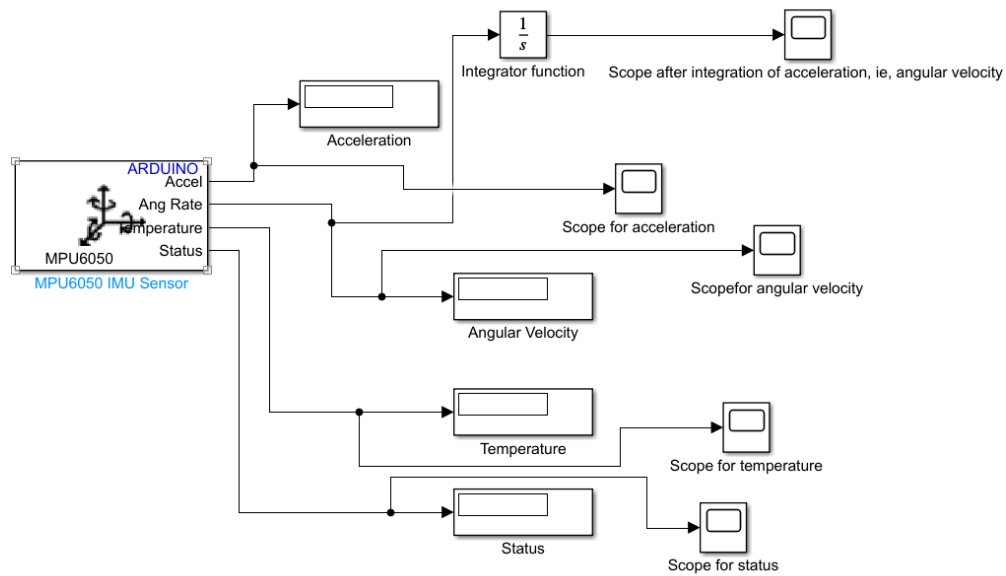 1
s
Integrator function
Scope after integration of acceleration, ie, angular velocity
Acceleration
ARDUINO
Accel
Ang Rate
Temperature
Status
MPU6050
MPU6050 IMU Sensor
Scope for acceleration
Scopefor angular velocity
Angular Velocity
Temperature
Scope for temperature
Status
Scope for status